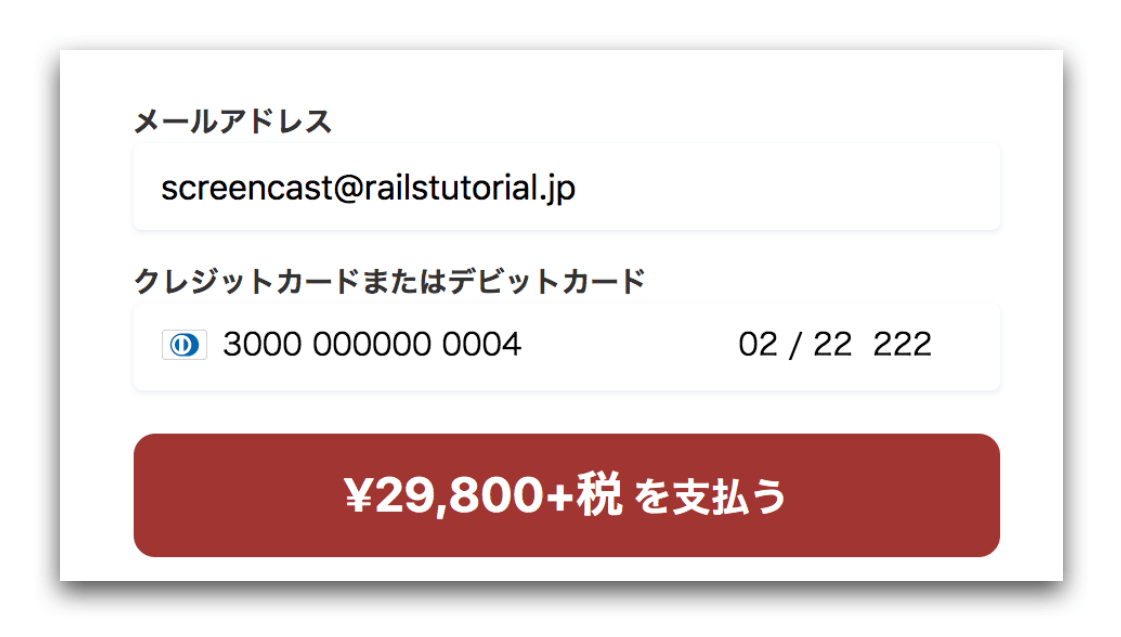 メールアドレス
screencast@railstutorial.jp
クレジットカードまたはデビットカード
3000 000000 0004 02 / 22 222
¥29,800+税 を支払う